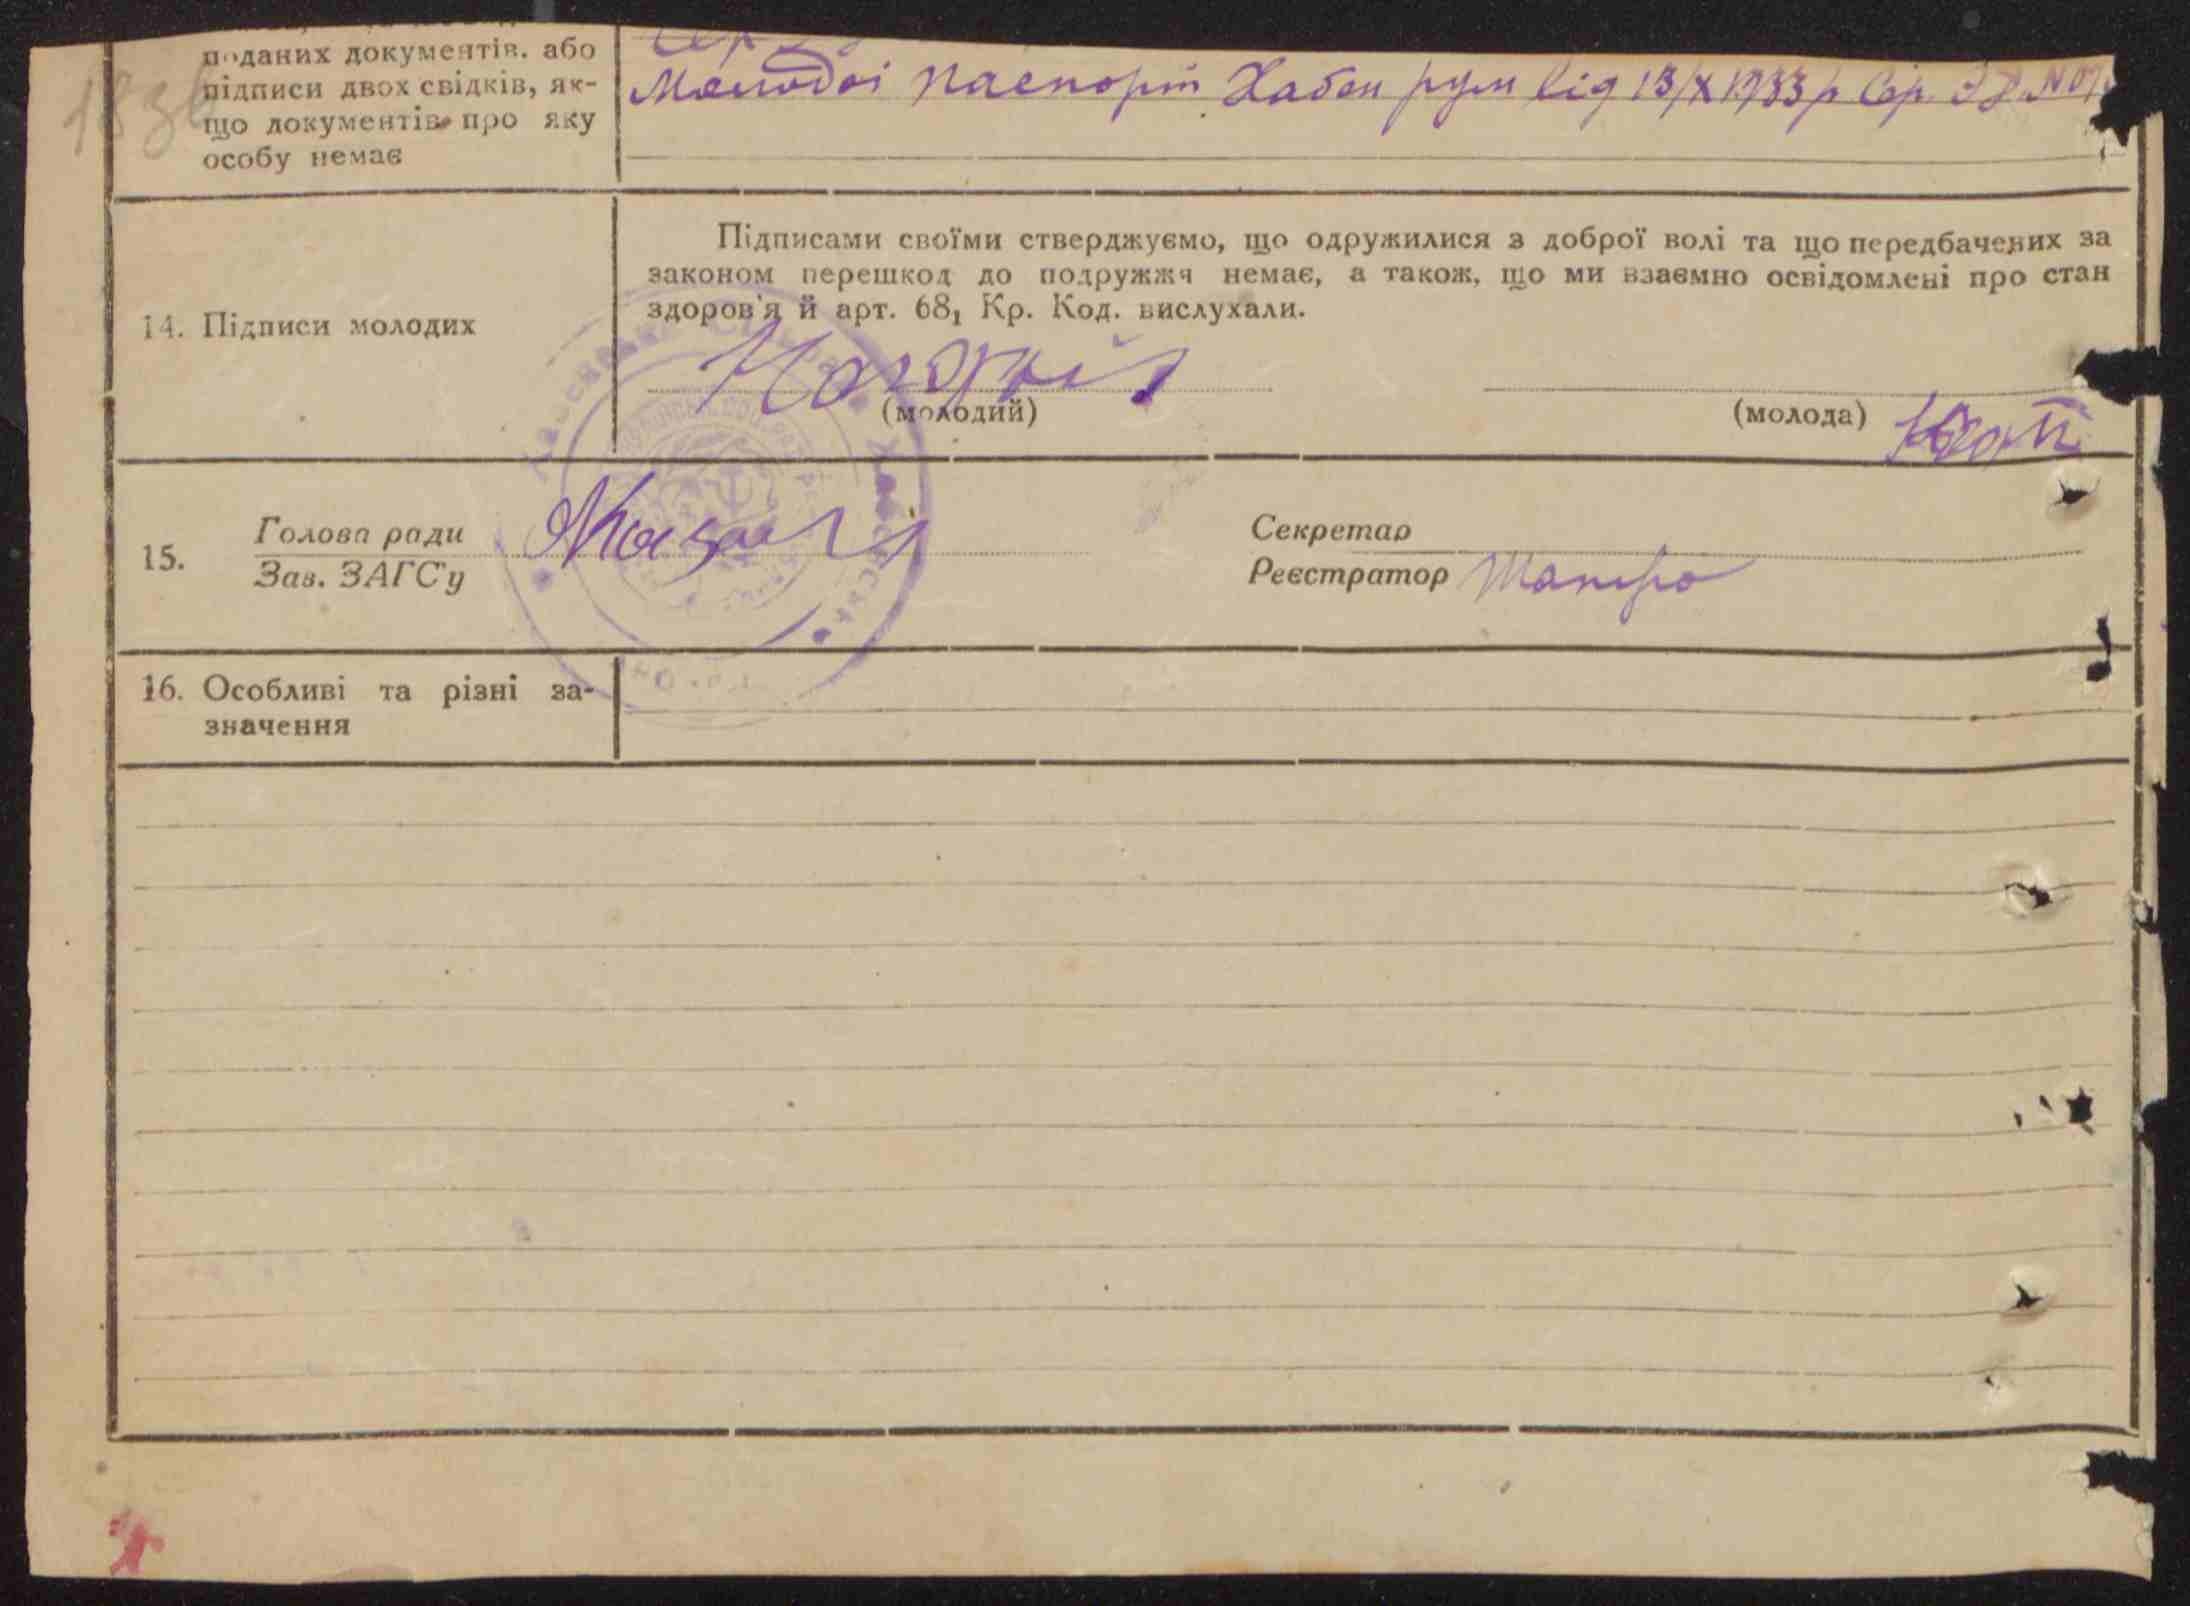 поданих документів. або
підписи двох свідків, як-
що документів про яку
особу немає
183
Молодої паспорт Хабен рум від 13/X 1933 р Сер.
14. Підписи молодих
Підписами своїми стверджуємо, що одружилися з доброї волі та що передбачених за
законом перешкод до подружжя немає, а також, що ми взаємно освідомлені про стан
здоров'я й арт. 68₁ Кр. Код. вислухали.
(молодий)
(молода)
15.
Голова ради
Зав. ЗАГС'у
Секретар
Реєстратор
16. Особливі та різні за-
значення